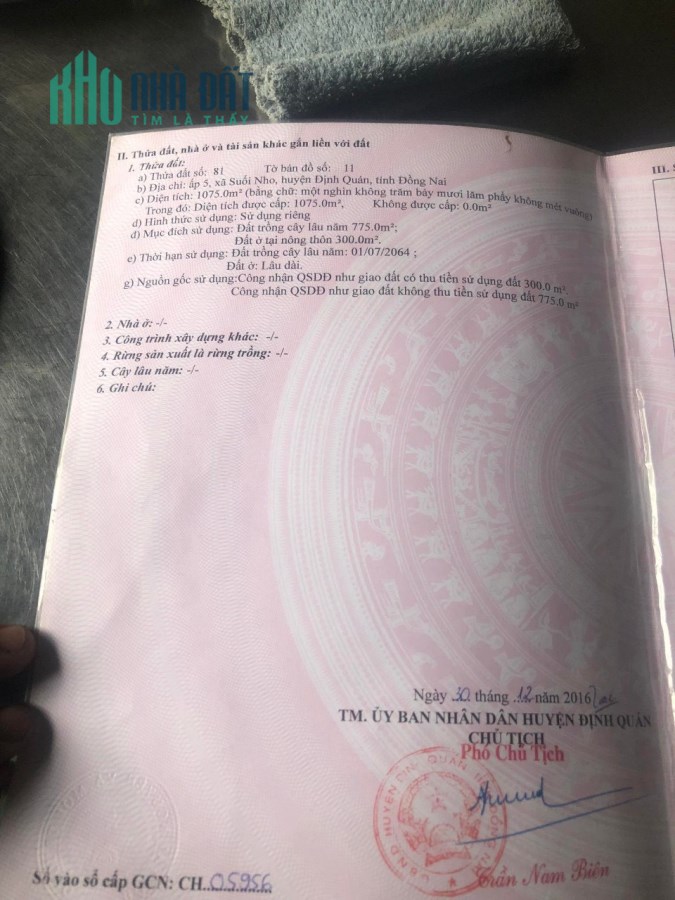 KHO NHÀ ĐẤT
TÌM LÀ THẤY
II. Thửa đất, nhà ở và tài sản khác gắn liền với đất
III. S
1. Thửa đất:
a) Thửa đất số: 81 Tờ bản đồ số: 11
b) Địa chỉ: ấp 5, xã Suối Nho, huyện Định Quán, tỉnh Đồng Nai
c) Diện tích: 1075.0m² (bằng chữ: một nghìn không trăm bảy mươi lăm phẩy không mét vuông)
Trong đó: Diện tích được cấp: 1075.0m², Không được cấp: 0.0m²
d) Hình thức sử dụng: Sử dụng riêng
đ) Mục đích sử dụng: Đất trồng cây lâu năm 775.0m²;
Đất ở tại nông thôn 300.0m².
e) Thời hạn sử dụng: Đất trồng cây lâu năm: 01/07/2064 ;
Đất ở: Lâu dài.
g) Nguồn gốc sử dụng:Công nhận QSDĐ như giao đất có thu tiền sử dụng đất 300.0 m²
Công nhận QSDĐ như giao đất không thu tiền sử dụng đất 775.0 m²
2. Nhà ở: -/-
3. Công trình xây dựng khác: -/-
4. Rừng sản xuất là rừng trồng: -/-
5. Cây lâu năm: -/-
6. Ghi chú:
Ngày 30 tháng 12 năm 2016
TM. ỦY BAN NHÂN DÂN HUYỆN ĐỊNH QUÁN
CHỦ TỊCH
Phó Chủ Tịch
Trần Nam Biên
Số vào sổ cấp GCN: CH 05956